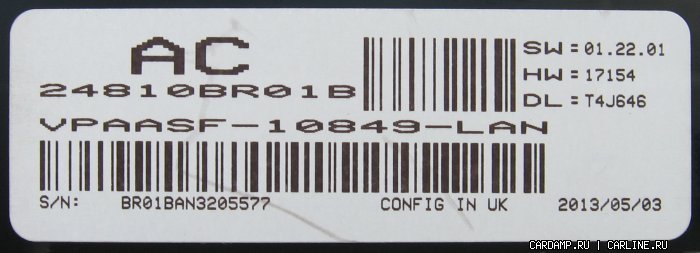 AC
24810BR01B
SW: 01.22.01
HW: 17154
DL: T4J646
VPAASF-10849-LAN
S/N: BR01BAN3205577 CONFIG IN UK 2013/05/03
CARDAMP.RU | CARLINE.RU